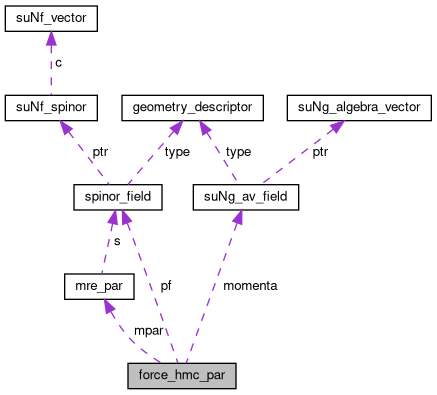 suNf_vector
c
suNf_spinor
geometry_descriptor
suNg_algebra_vector
ptr
type
type
ptr
spinor_field
suNg_av_field
s
mre_par
pf
momenta
mpar
force_hmc_par